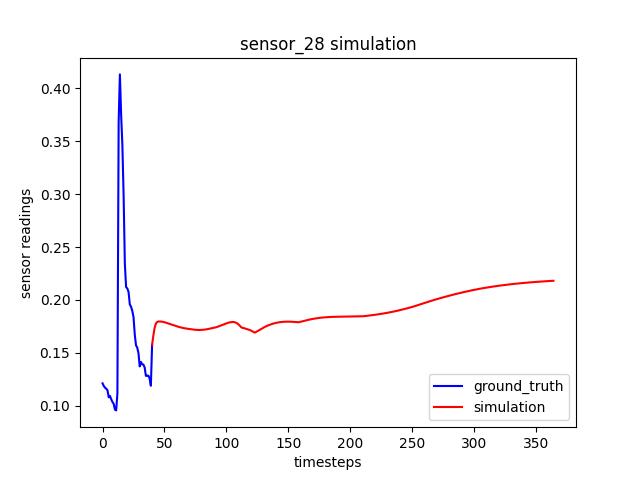 sensor_28 simulation
sensor readings
0.40
0.35
0.30
0.25
0.20
0.15
0.10
0 50 100 150 200 250 300 350
timesteps
ground_truth
simulation